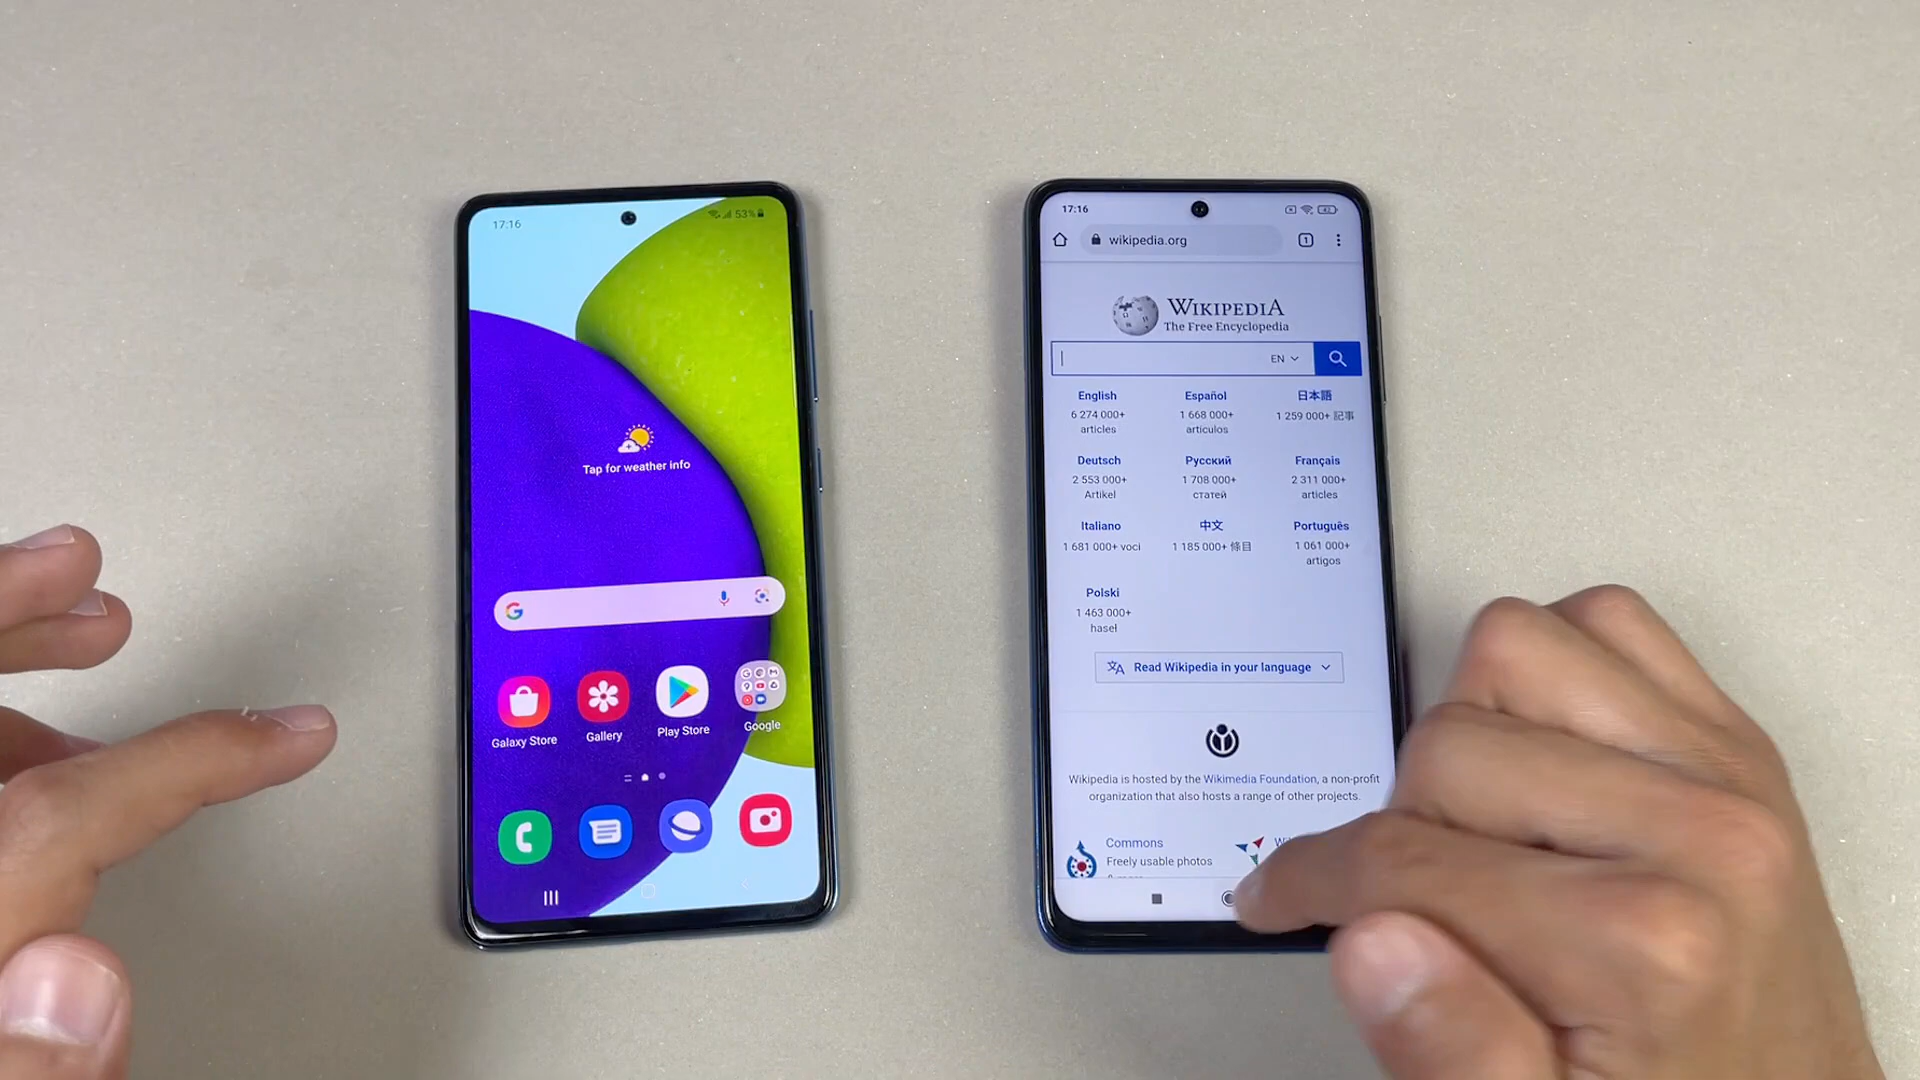 17:16
53%
Tap for weather info
G
Galaxy Store
Gallery
Play Store
Google
17:16
42
wikipedia.org
1
WIKIPEDIA
The Free Encyclopedia
EN
English
6 274 000+
articles
Español
1 668 000+
artículos
日本語
1 259 000+ 記事
Deutsch
2 553 000+
Artikel
Русский
1 708 000+
статей
Français
2 311 000+
articles
Italiano
1 681 000+ voci
中文
1 185 000+ 條目
Português
1 061 000+
artigos
Polski
1 463 000+
haseł
Read Wikipedia in your language
Wikipedia is hosted by the Wikimedia Foundation, a non-profit
organization that also hosts a range of other projects.
Commons
Freely usable photos